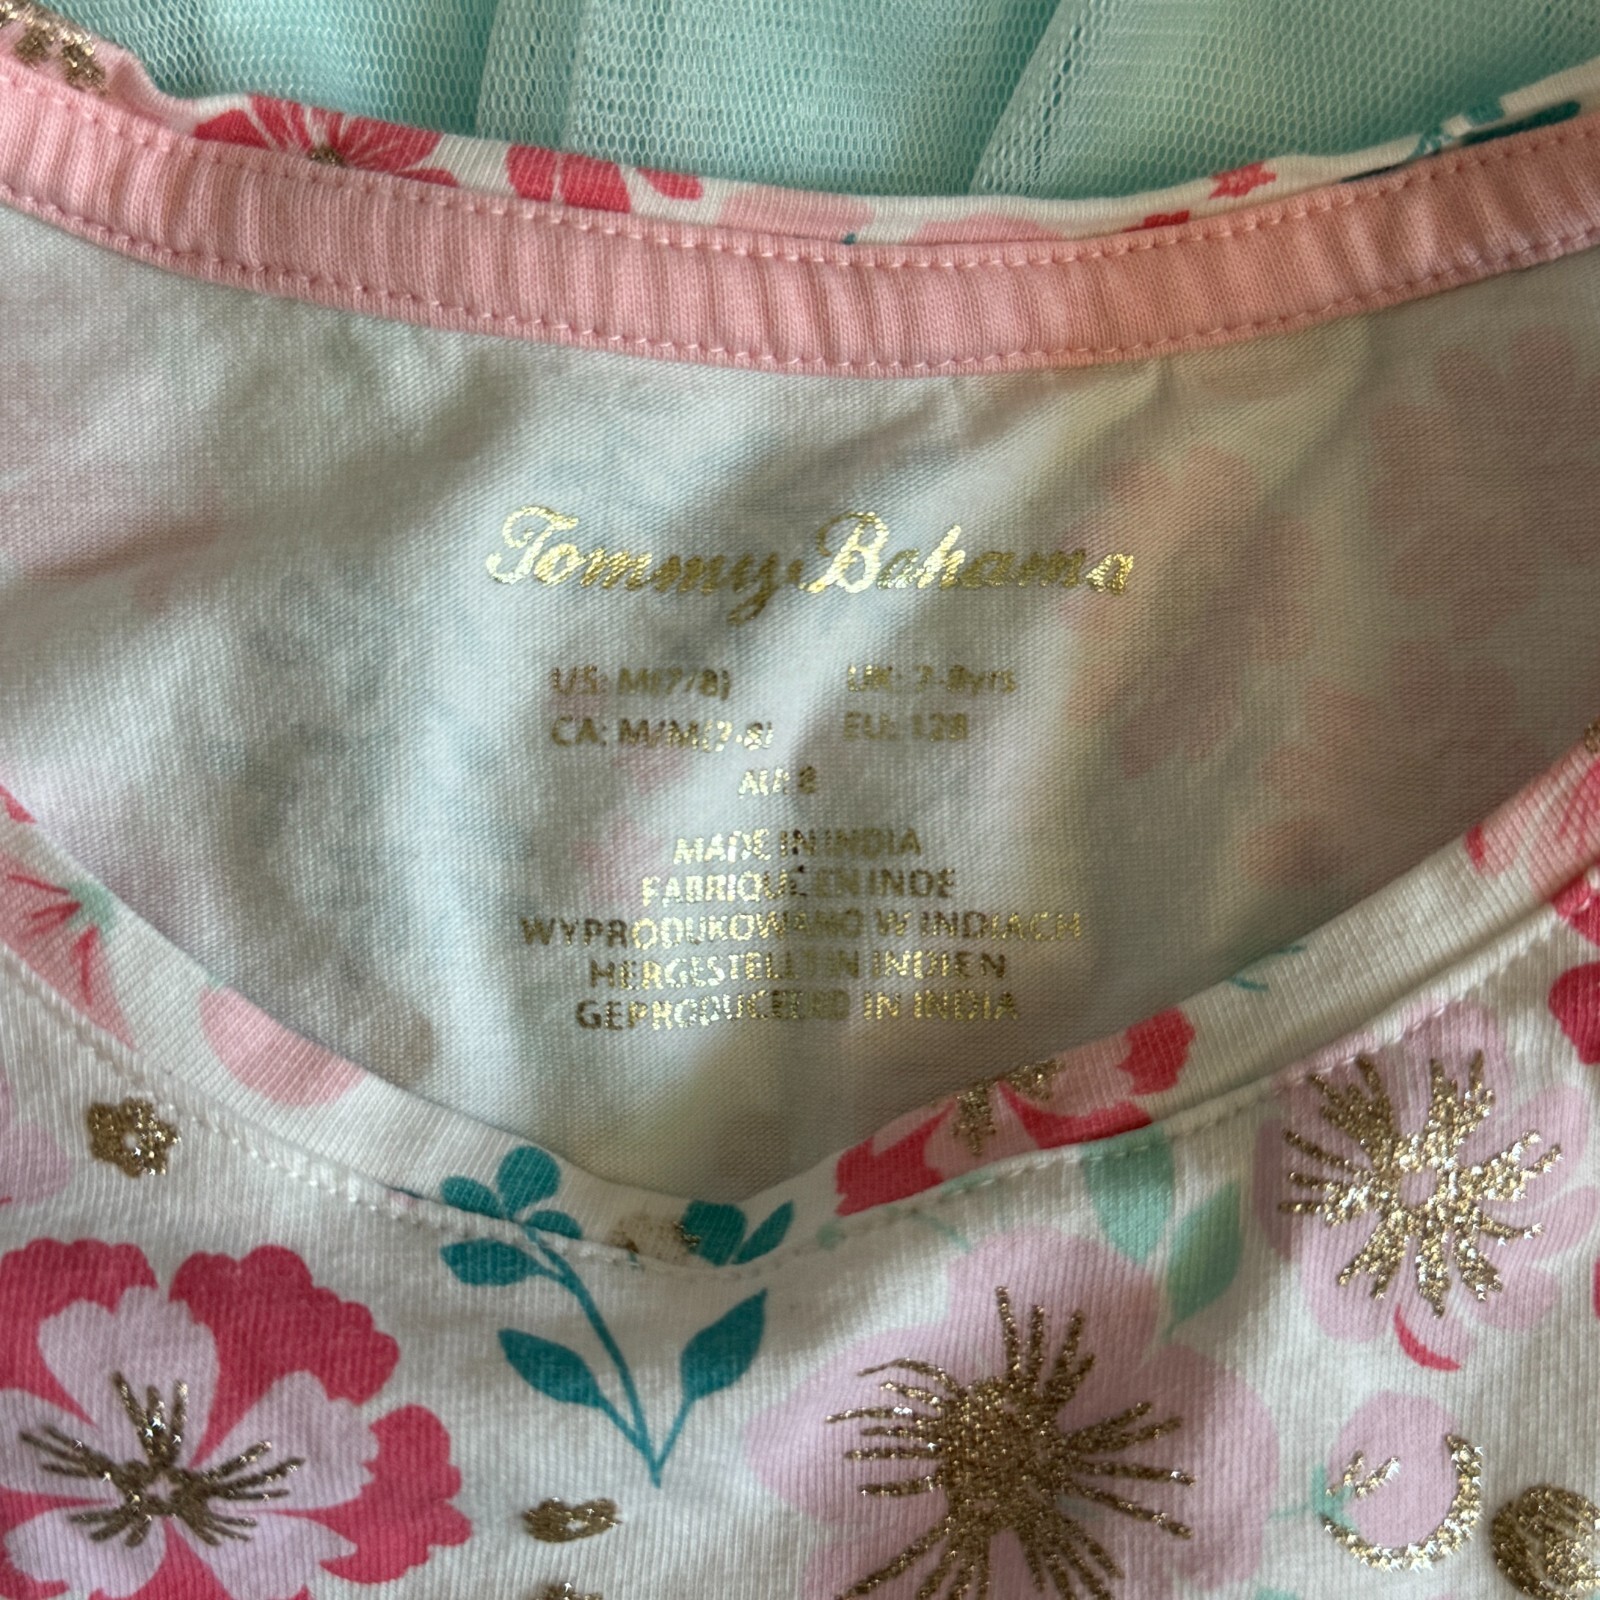 Tommy Bahama
US: M(7/8) UK: 7-8yrs
CA: M/M(7-8) EU: 128
AU: 8
MADE IN INDIA
FABRIQUÉ EN INDE
WYPRODUKOWANO W INDIACH
HERGESTELLT IN INDIEN
GEPRODUCEERD IN INDIA